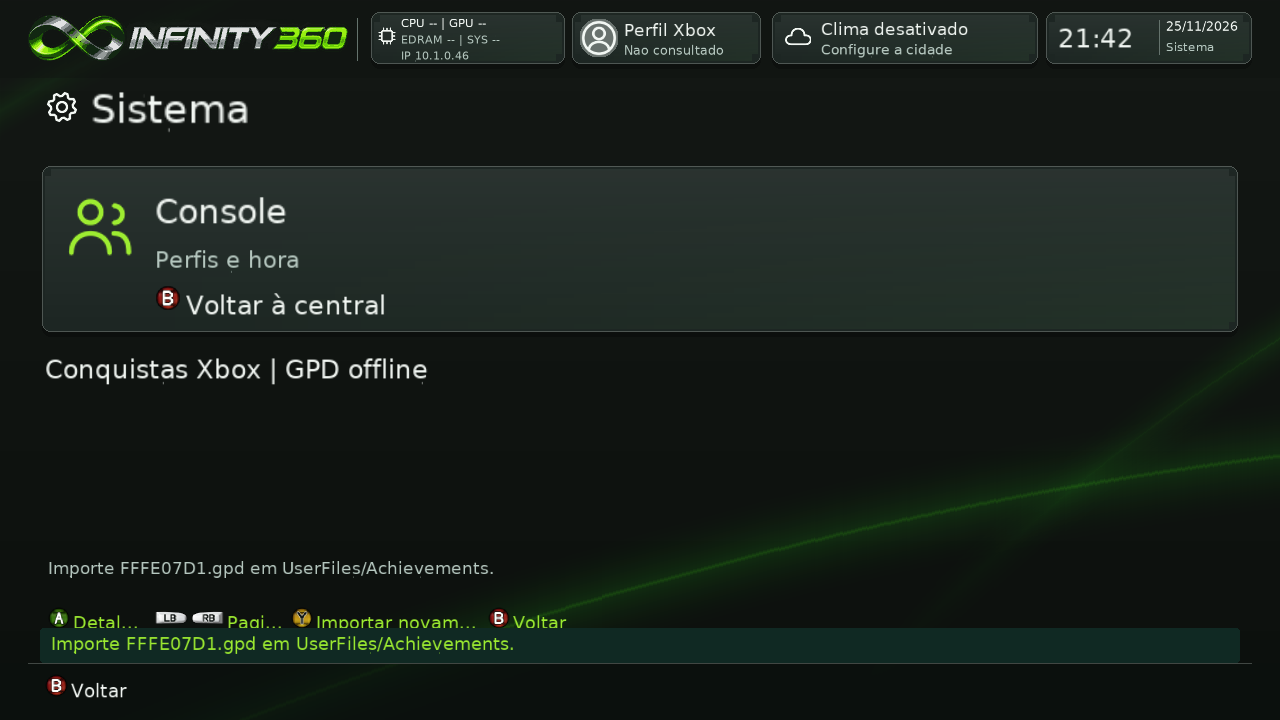 INFINITY 360
CPU -- | GPU --
EDRAM -- | SYS --
IP 10.1.0.46
Perfil Xbox
Nao consultado
Clima desativado
Configure a cidade
21:42
25/11/2026
Sistema
Sistema
Console
Perfis e hora
B Voltar à central
Conquistas Xbox | GPD offline
Importe FFFE07D1.gpd em UserFiles/Achievements.
A Detal... LB RB Pagi... Y Importar novam... B Voltar
Importe FFFE07D1.gpd em UserFiles/Achievements.
B Voltar